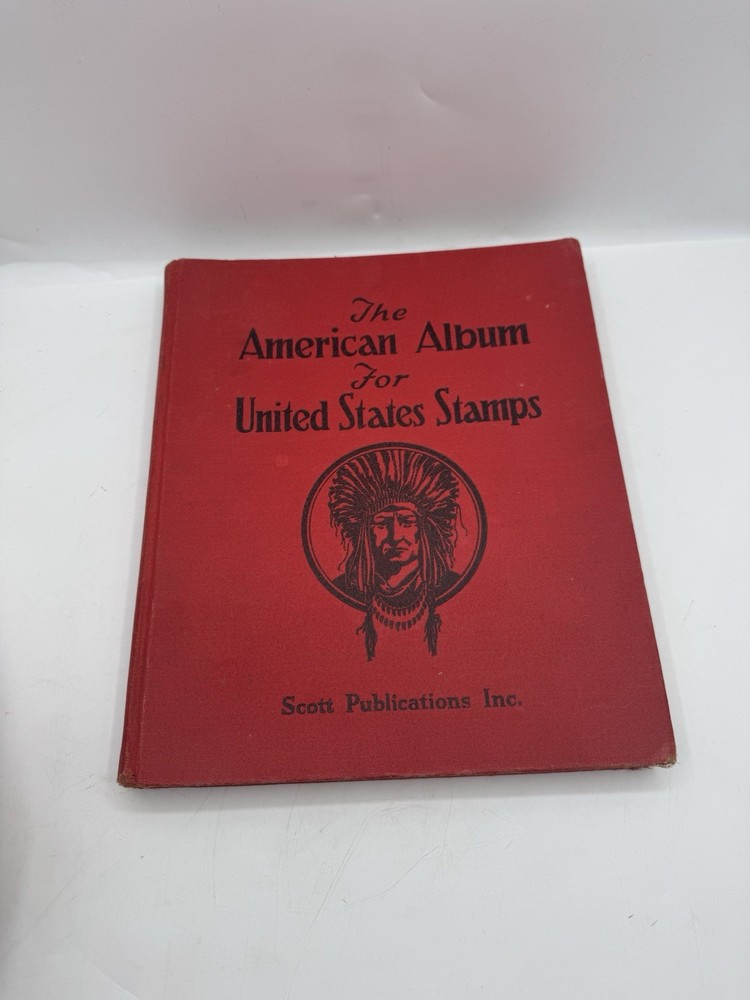 The
American Album
For
United States Stamps
Scott Publications Inc.